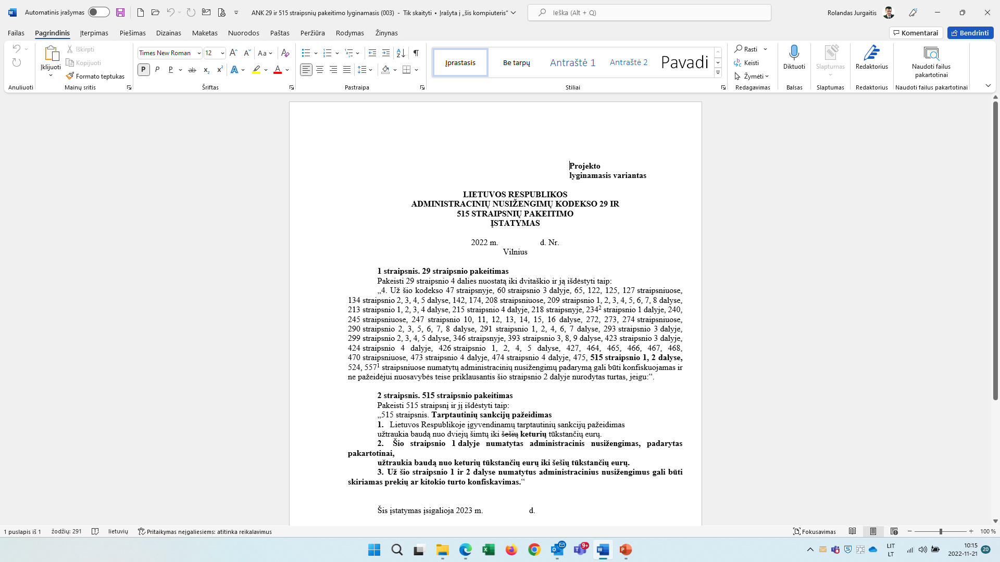 Automatinis įrašymas
ANK 29 ir 515 straipsnių pakeitimo lyginamasis (003) - Tik skaityti • Įrašyta į „šis kompiuteris“
Ieška (Alt + Q)
Rolandas Jurgaitis
Failas Pagrindinis Įterpimas Piešimas Dizainas Maketas Nuorodos Paštas Peržiūra Rodymas Žinynas
Komentarai Bendrinti
Įklijuoti
Iškirpti
Kopijuoti
Formato teptukas
Times New Roman 12
Įprastasis Be tarpų Antraštė 1 Antraštė 2 Pavadi
Rasti
Keisti
Žymėti
Diktuoti
Slaptumas
Redaktorius
Naudoti failus
pakartotinai
Anuliuoti Mainų sritis Šriftas Pastraipa Stiliai Redagavimas Balsas Slaptumas Redaktorius Naudoti failus pakartotinai
Projekto
lyginamasis variantas
LIETUVOS RESPUBLIKOS
ADMINISTRACINIŲ NUSIŽENGIMŲ KODEKSO 29 IR
515 STRAIPSNIŲ PAKEITIMO
ĮSTATYMAS
2022 m. d. Nr.
Vilnius
1 straipsnis. 29 straipsnio pakeitimas
Pakeisti 29 straipsnio 4 dalies nuostatą iki dvitaškio ir ją išdėstyti taip:
„4. Už šio kodekso 47 straipsnyje, 60 straipsnio 3 dalyje, 65, 122, 125, 127 straipsniuose,
134 straipsnio 2, 3, 4, 5 dalyse, 142, 174, 208 straipsniuose, 209 straipsnio 1, 2, 3, 4, 5, 6, 7, 8 dalyse,
213 straipsnio 1, 2, 3, 4 dalyse, 215 straipsnio 4 dalyje, 218 straipsnyje, 234² straipsnio 1 dalyje, 240,
245 straipsniuose, 247 straipsnio 10, 11, 12, 13, 14, 15, 16 dalyse, 272, 273, 274 straipsniuose,
290 straipsnio 2, 3, 5, 6, 7, 8 dalyse, 291 straipsnio 1, 2, 4, 6, 7 dalyse, 293 straipsnio 3 dalyje,
299 straipsnio 2, 3, 4, 5 dalyse, 346 straipsnyje, 393 straipsnio 3, 8, 9 dalyse, 423 straipsnio 3 dalyje,
424 straipsnio 4 dalyje, 426 straipsnio 1, 2, 4, 5 dalyse, 427, 464, 465, 466, 467, 468,
470 straipsniuose, 473 straipsnio 4 dalyje, 474 straipsnio 4 dalyje, 475, 515 straipsnio 1, 2 dalyse,
524, 557¹ straipsniuose numatytų administracinių nusižengimų padarymą gali būti konfiskuojamas ir
ne pažeidėjui nuosavybės teise priklausantis šio straipsnio 2 dalyje nurodytas turtas, jeigu:“.
2 straipsnis. 515 straipsnio pakeitimas
Pakeisti 515 straipsnį ir jį išdėstyti taip:
„515 straipsnis. Tarptautinių sankcijų pažeidimas
1. Lietuvos Respublikoje įgyvendinamų tarptautinių sankcijų pažeidimas
užtraukia baudą nuo dviejų šimtų iki šešių keturių tūkstančių eurų.
2. Šio straipsnio 1 dalyje numatytas administracinis nusižengimas, padarytas
pakartotinai,
užtraukia baudą nuo keturių tūkstančių eurų iki šešių tūkstančių eurų.
3. Už šio straipsnio 1 ir 2 dalyse numatytus administracinius nusižengimus gali būti
skiriamas prekių ar kitokio turto konfiskavimas.“
Šis įstatymas įsigalioja 2023 m. d.
1 puslapis iš 1 žodžių: 291 lietuvių Pritaikymas neįgaliesiems: atitinka reikalavimus
Fokusavimas 100 %
9+
LIT
LT
10:15
2022-11-21
20